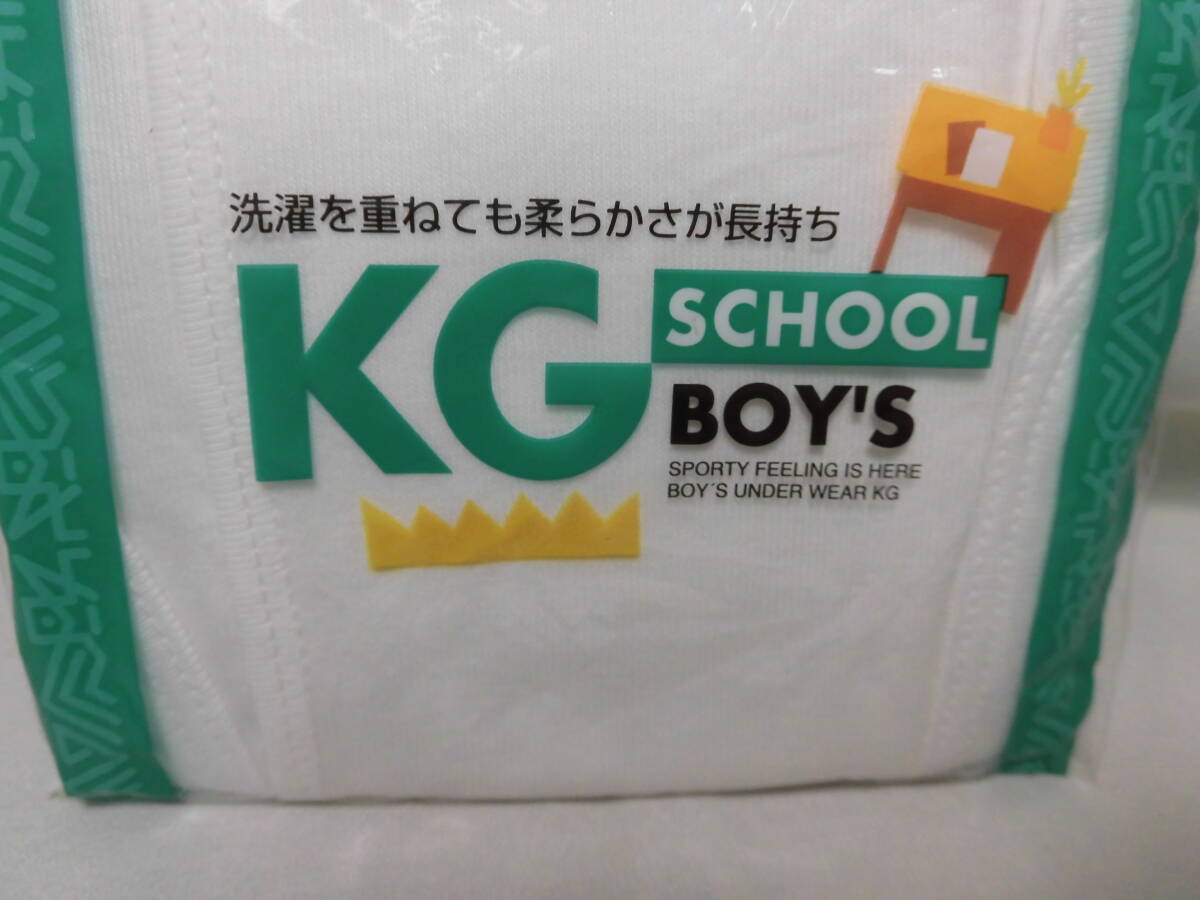 洗濯を重ねても柔らかさが長持ち
KG SCHOOL
BOY'S
SPORTY FEELING IS HERE
BOY´S UNDER WEAR KG